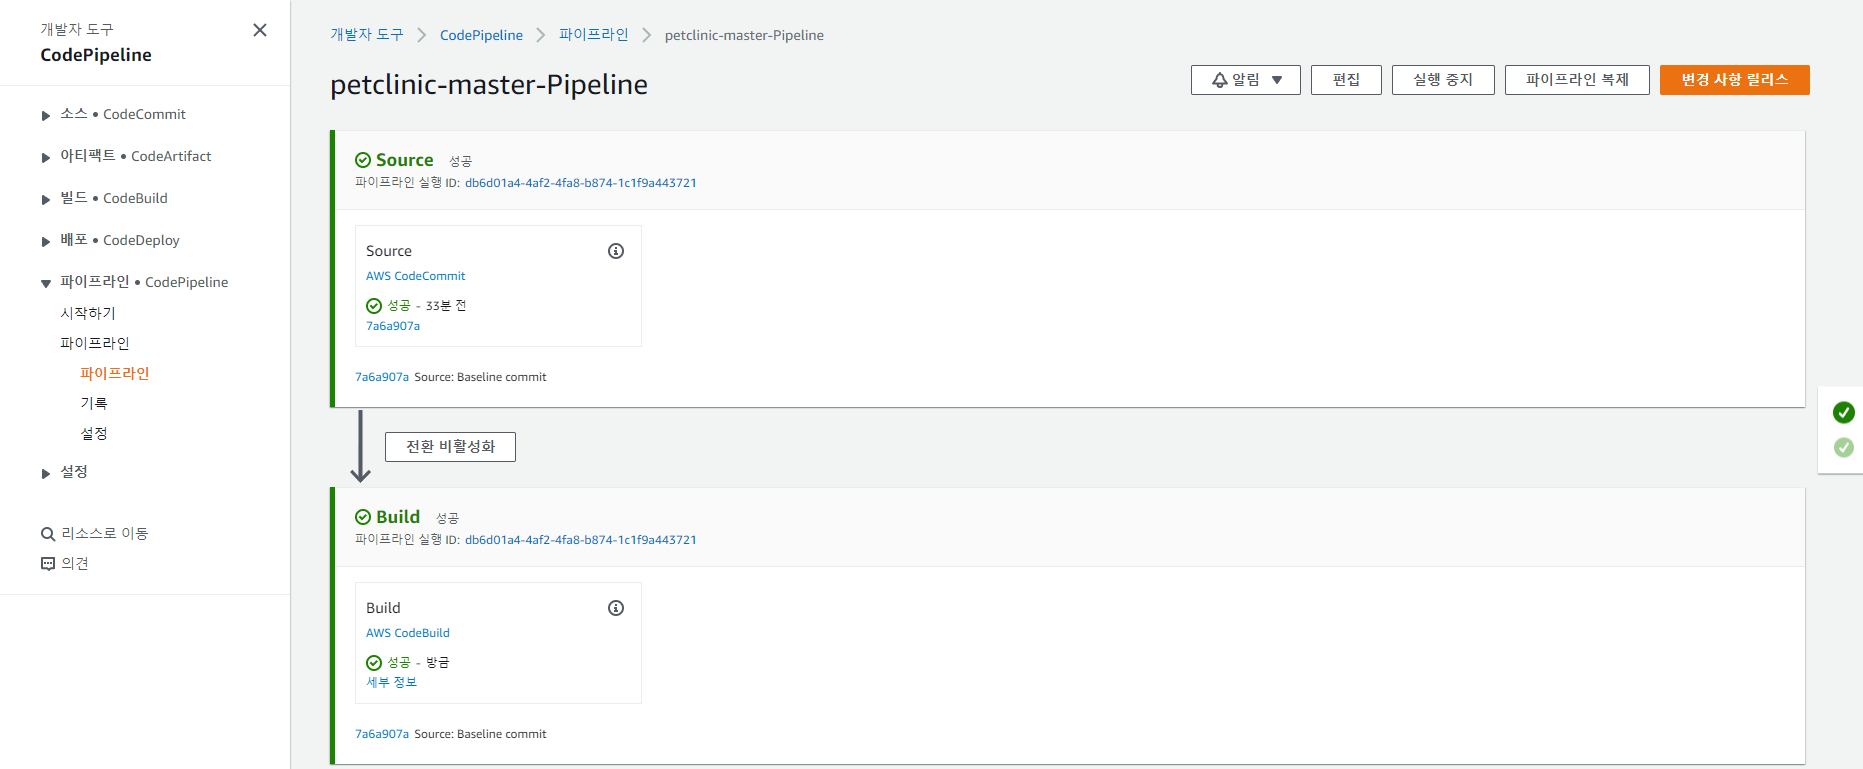 개발자 도구
CodePipeline
소스 • CodeCommit
아티팩트 • CodeArtifact
빌드 • CodeBuild
배포 • CodeDeploy
파이프라인 • CodePipeline
시작하기
파이프라인
파이프라인
기록
설정
설정
리소스로 이동
의견
개발자 도구 > CodePipeline > 파이프라인 > petclinic-master-Pipeline
petclinic-master-Pipeline
알림 ▼ 편집 실행 중지 파이프라인 복제 변경 사항 릴리스
Source 성공
파이프라인 실행 ID: db6d01a4-4af2-4fa8-b874-1c1f9a443721
Source
AWS CodeCommit
성공 - 33분 전
7a6a907a
7a6a907a Source: Baseline commit
전환 비활성화
Build 성공
파이프라인 실행 ID: db6d01a4-4af2-4fa8-b874-1c1f9a443721
Build
AWS CodeBuild
성공 - 방금
세부 정보
7a6a907a Source: Baseline commit